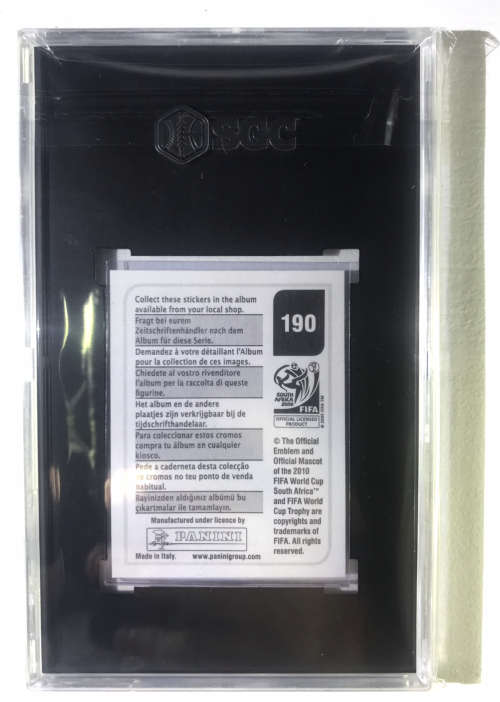 SGC
Collect these stickers in the album
available from your local shop.
Fragt bei eurem
Zeitschriftenhändler nach dem
Album für diese Serie.
Demandez à votre détaillant l'Album
pour la collection de ces images.
Chiedete al vostro rivenditore
l'album per la raccolta di queste
figurine.
Het album en de andere
plaatjes zijn verkrijgbaar bij de
tijdschrifthandelaar.
Para coleccionar estos cromos
compra tu álbum en cualquier
kiosco.
Pede a caderneta desta colecção
de cromos no teu ponto de venda
habitual.
Bayinizden aldığınız albümü bu
çıkartmalar ile tamamlayın.
Manufactured under licence by
PANINI
Made in Italy. www.paninigroup.com
190
SOUTH
AFRICA
2010
FIFA
OFFICIAL LICENSED
PRODUCT
© The Official
Emblem and
Official Mascot
of the 2010
FIFA World Cup
South Africa™
and FIFA World
Cup Trophy are
copyrights and
trademarks of
FIFA. All rights
reserved.